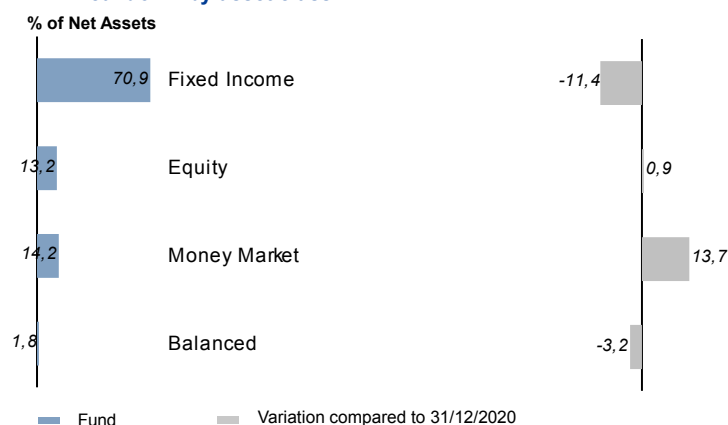 % of Net Assets
70,9 Fixed Income -11,4
13,2 Equity 0,9
14,2 Money Market 13,7
1,8 Balanced -3,2
Fund Variation compared to 31/12/2020